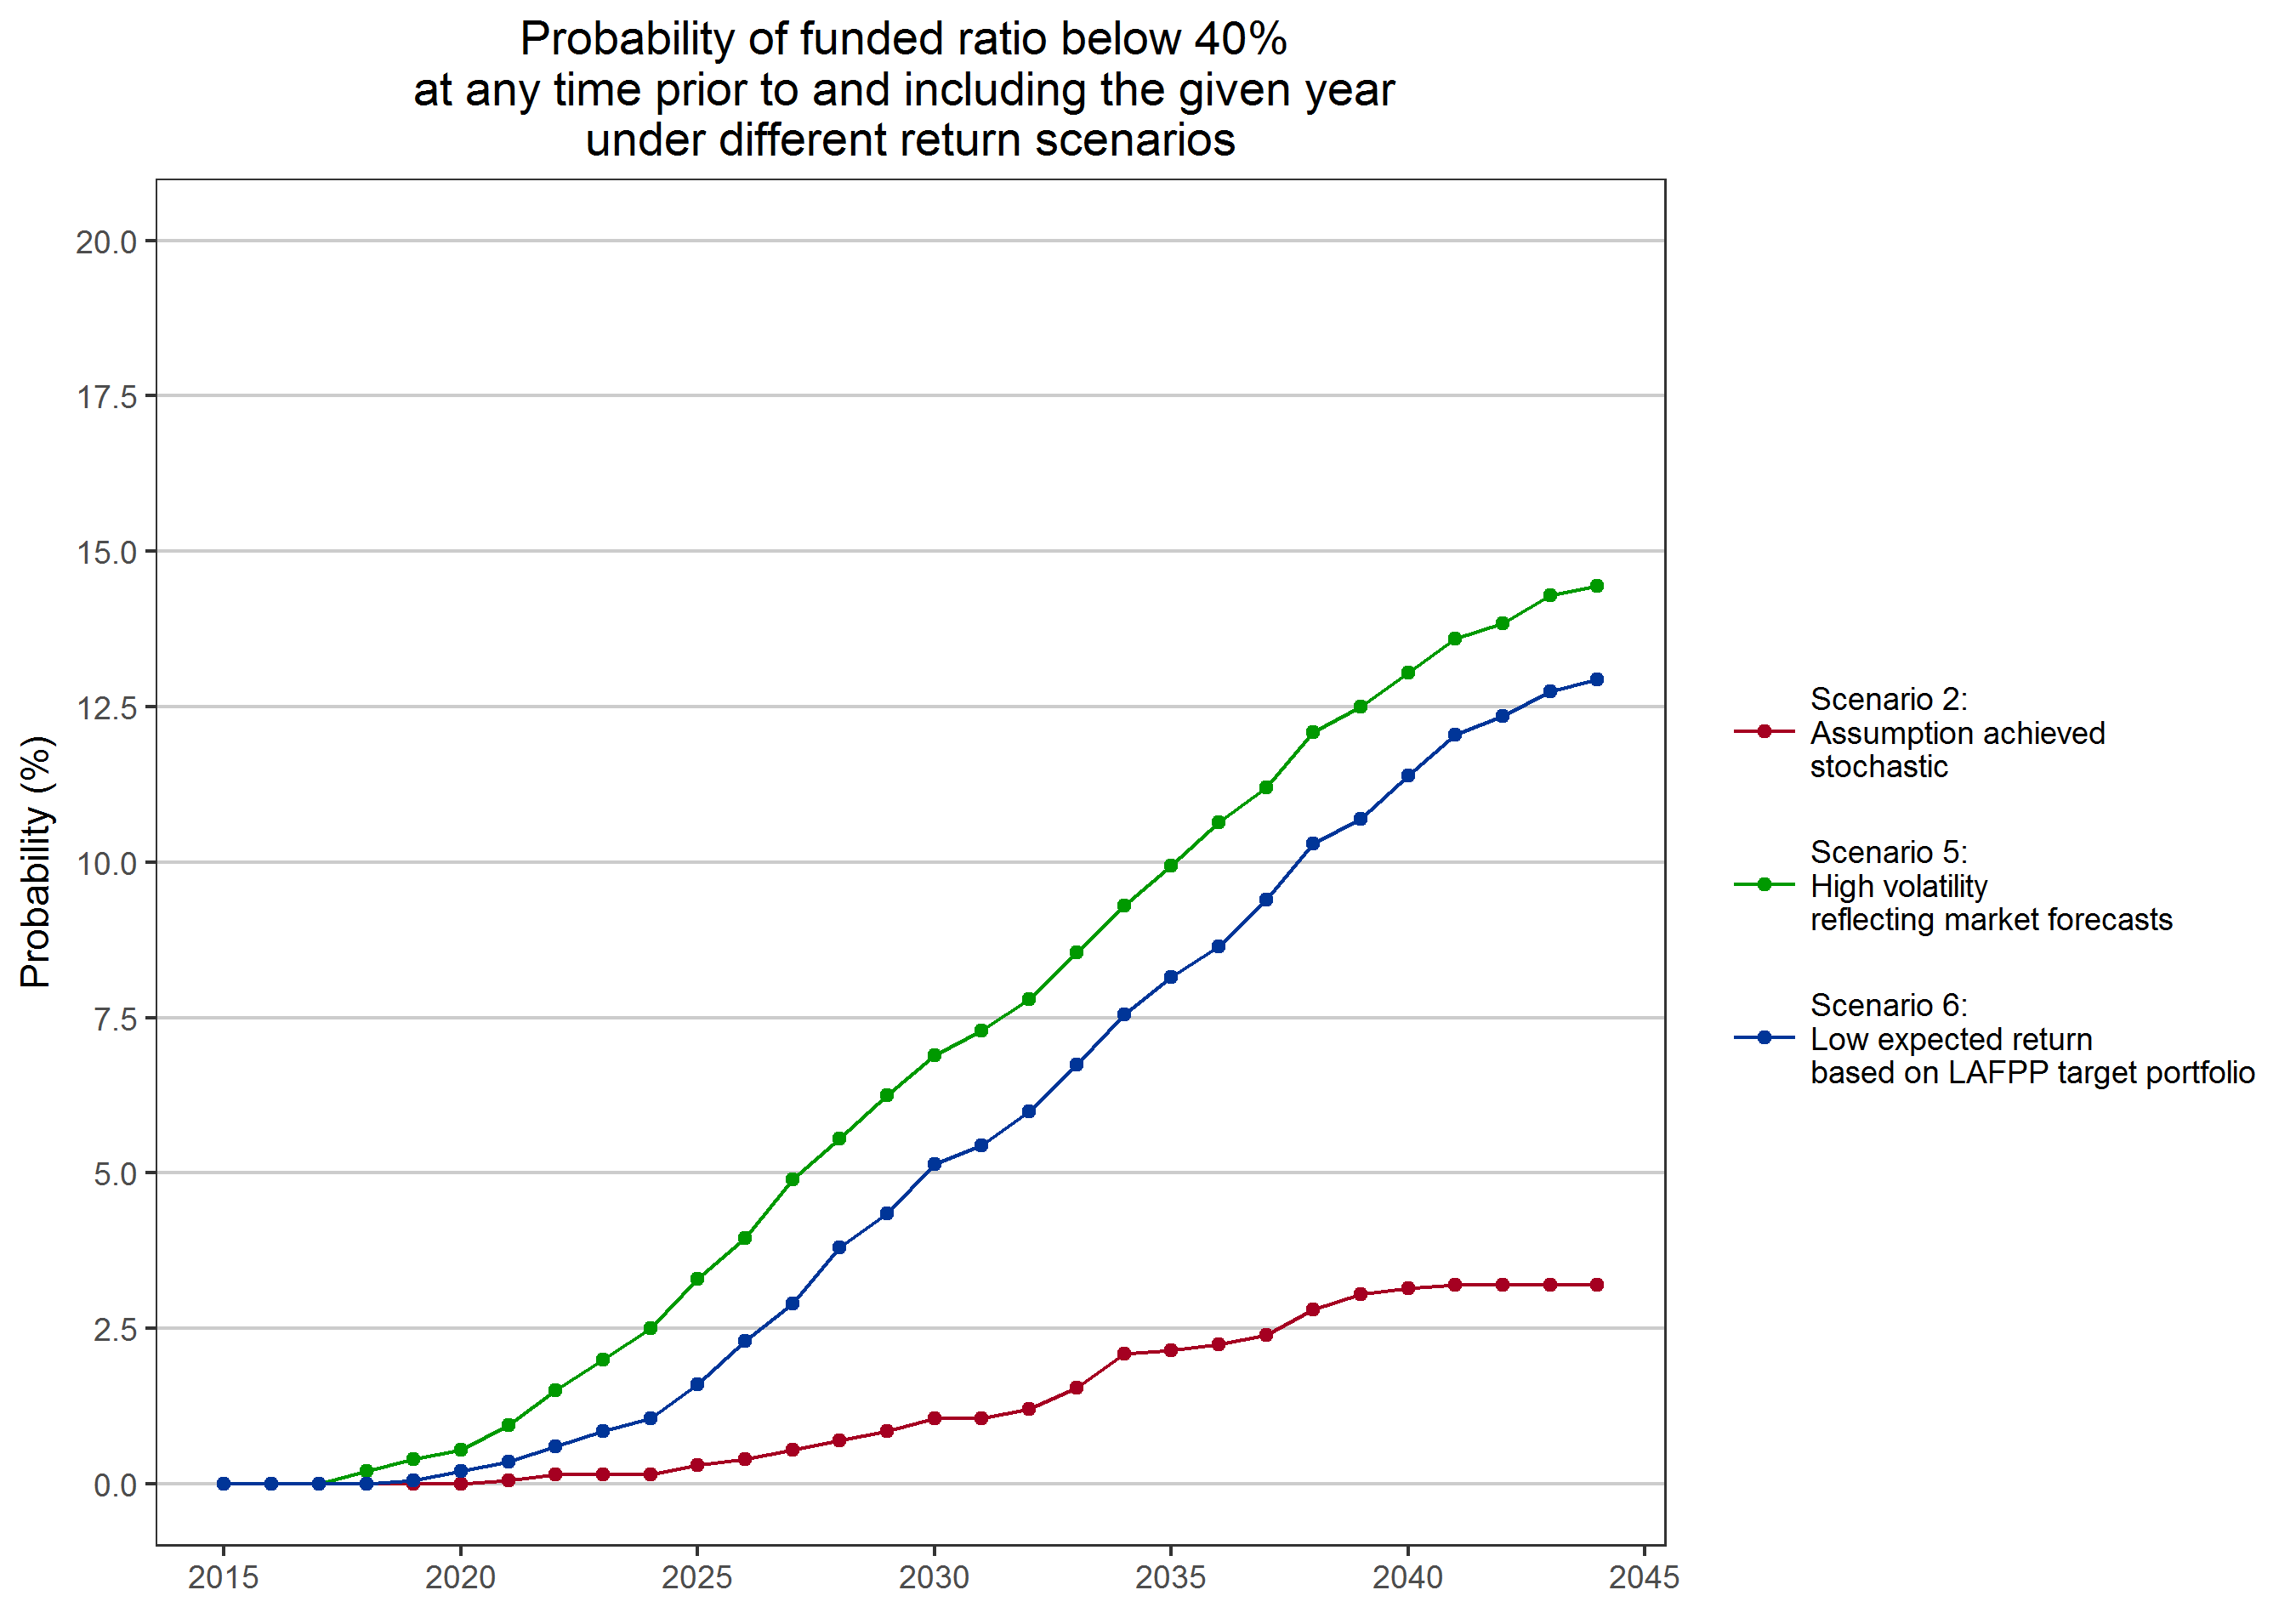 Probability of funded ratio below 40%
at any time prior to and including the given year
under different return scenarios
Probability (%)
20.0
17.5
15.0
12.5
10.0
7.5
5.0
2.5
0.0
2015
2020
2025
2030
2035
2040
2045
Scenario 2:
Assumption achieved
stochastic
Scenario 5:
High volatility
reflecting market forecasts
Scenario 6:
Low expected return
based on LAFPP target portfolio